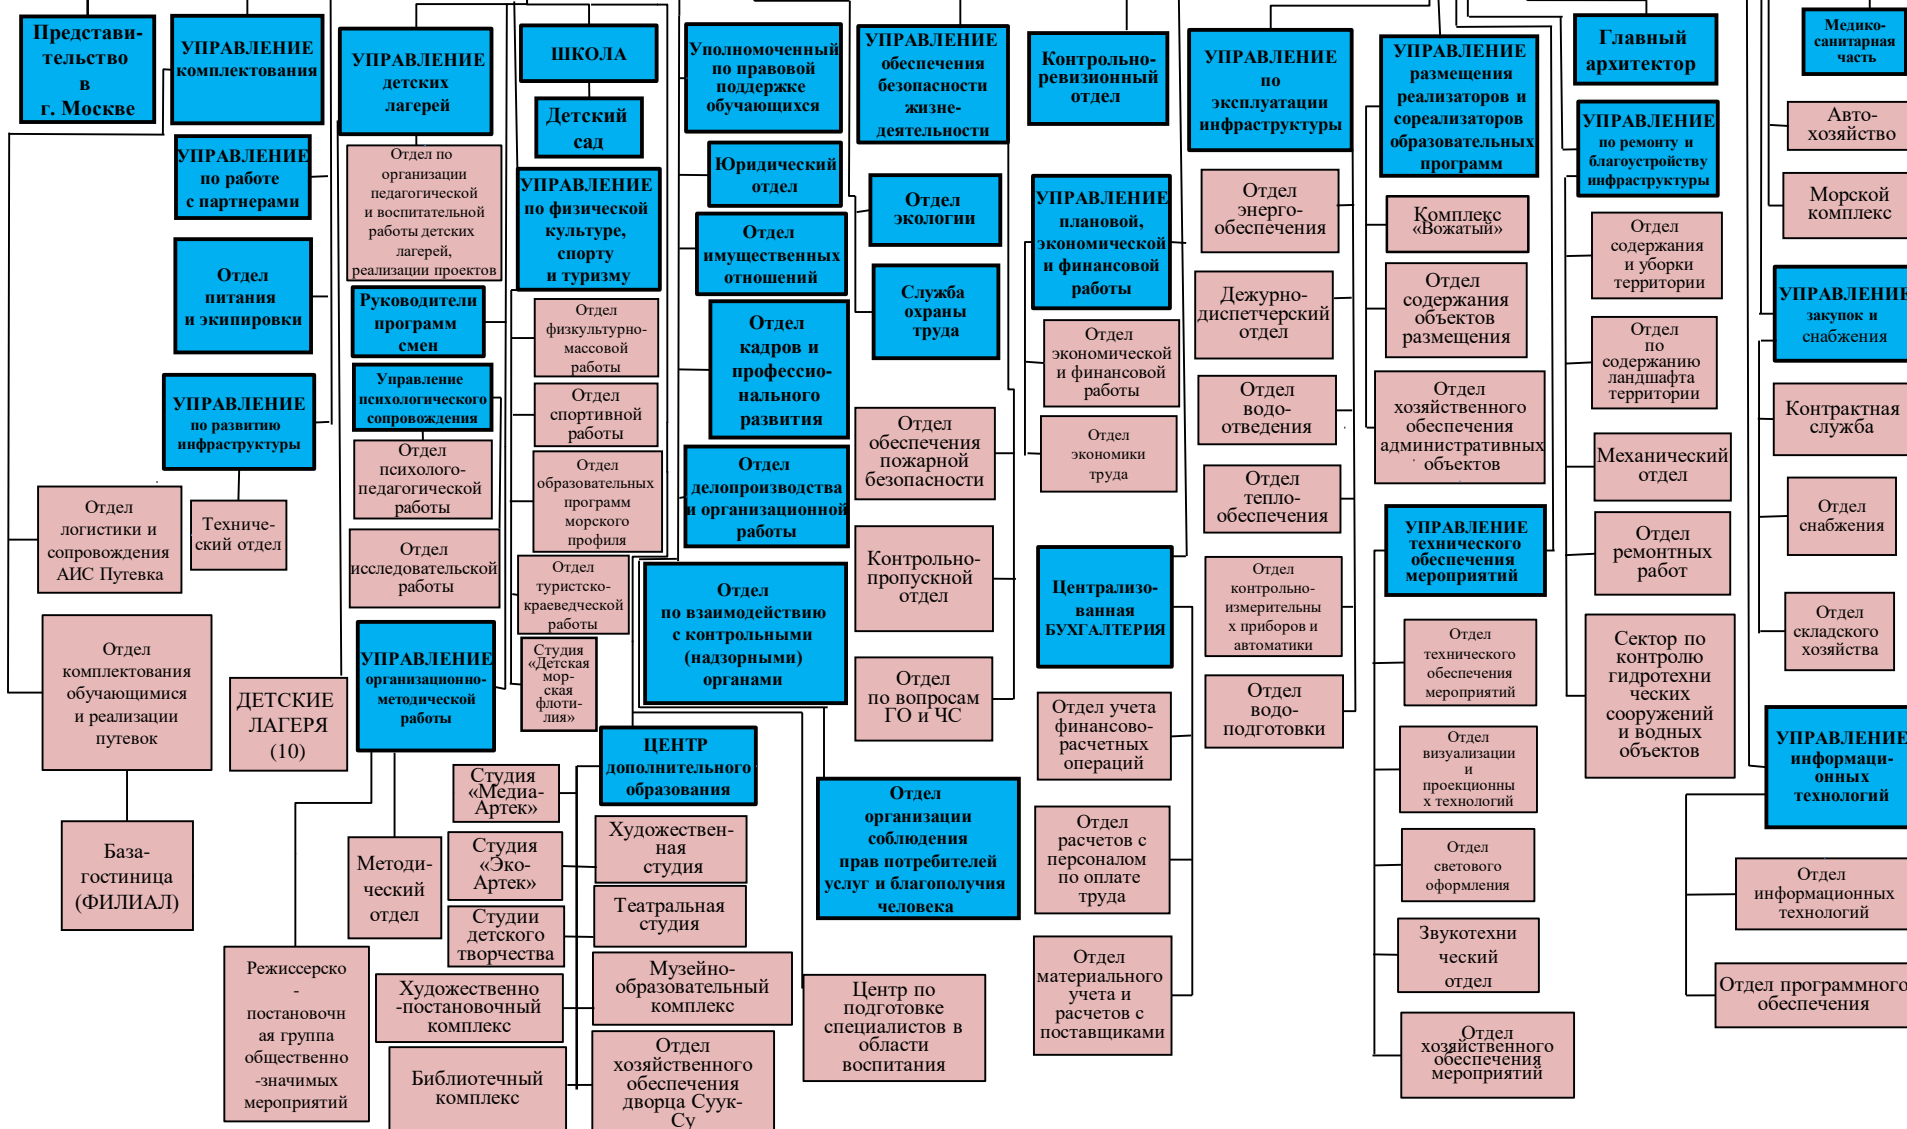 Представи-
тельство
в
г. Москве
УПРАВЛЕНИЕ
комплектования
УПРАВЛЕНИЕ
по работе
с партнерами
Отдел
питания
и экипировки
УПРАВЛЕНИЕ
по развитию
инфраструктуры
Отдел
логистики и
сопровождения
АИС Путевка
Техниче-
ский отдел
Отдел
комплектования
обучающимися
и реализации
путевок
База-
гостиница
(ФИЛИАЛ)
УПРАВЛЕНИЕ
детских
лагерей
Отдел по
организации
педагогической
и воспитательной
работы детских
лагерей,
реализации проектов
Руководители
программ
смен
Управление
психологического
сопровождения
Отдел
психолого-
педагогической
работы
Отдел
исследовательской
работы
ДЕТСКИЕ
ЛАГЕРЯ
(10)
УПРАВЛЕНИЕ
организационно-
методической
работы
Методи-
ческий
отдел
Режиссерско
-
постановочн
ая группа
общественно
-значимых
мероприятий
ШКОЛА
Детский
сад
УПРАВЛЕНИЕ
по физической
культуре,
спорту
и туризму
Отдел
физкультурно-
массовой
работы
Отдел
спортивной
работы
Отдел
образовательных
программ
морского
профиля
Отдел
туристско-
краеведческой
работы
Студия
«Детская
мор-
ская
флоти-
лия»
ЦЕНТР
дополнительного
образования
Студия
«Медиа-
Артек»
Студия
«Эко-
Артек»
Студии
детского
творчества
Художественно
-постановочный
комплекс
Библиотечный
комплекс
Художествен-
ная
студия
Театральная
студия
Музейно-
образовательный
комплекс
Отдел
хозяйственного
обеспечения
дворца Суук-
Су
Уполномоченный
по правовой
поддержке
обучающихся
Юридический
отдел
Отдел
имущественных
отношений
Отдел
кадров и
профессио-
нального
развития
Отдел
делопроизводства
и организационной
работы
Отдел
по взаимодействию
с контрольными
(надзорными)
органами
Отдел
организации
соблюдения
прав потребителей
услуг и благополучия
человека
Центр по
подготовке
специалистов в
области
воспитания
УПРАВЛЕНИЕ
обеспечения
безопасности
жизне-
деятельности
Отдел
экологии
Служба
охраны
труда
Отдел
обеспечения
пожарной
безопасности
Контрольно-
пропускной
отдел
Отдел
по вопросам
ГО и ЧС
Контрольно-
ревизионный
отдел
УПРАВЛЕНИЕ
плановой,
экономической
и финансовой
работы
Отдел
экономической
и финансовой
работы
Отдел
экономики
труда
Централизо-
ванная
БУХГАЛТЕРИЯ
Отдел учета
финансово-
расчетных
операций
Отдел
расчетов с
персоналом
по оплате
труда
Отдел
материального
учета и
расчетов с
поставщиками
УПРАВЛЕНИЕ
по
эксплуатации
инфраструктуры
Отдел
энерго-
обеспечения
Дежурно-
диспетчерский
отдел
Отдел
водо-
отведения
Отдел
тепло-
обеспечения
Отдел
контрольно-
измерительны
х приборов и
автоматики
Отдел
водо-
подготовки
УПРАВЛЕНИЕ
размещения
реализаторов и
сореализаторов
образовательных
программ
Комплекс
«Вожатый»
Отдел
содержания
объектов
размещения
Отдел
хозяйственного
обеспечения
административных
объектов
УПРАВЛЕНИЕ
технического
обеспечения
мероприятий
Отдел
технического
обеспечения
мероприятий
Отдел
визуализации
и
проекционны
х технологий
Отдел
светового
оформления
Звукотехни
ческий
отдел
Отдел
хозяйственного
обеспечения
мероприятий
Главный
архитектор
УПРАВЛЕНИЕ
по ремонту и
благоустройству
инфраструктуры
Отдел
содержания
и уборки
территории
Отдел
по
содержанию
ландшафта
территории
Механический
отдел
Отдел
ремонтных
работ
Сектор по
контролю
гидротехни
ческих
сооружений
и водных
объектов
Медико-
санитарная
часть
Авто-
хозяйство
Морской
комплекс
УПРАВЛЕНИЕ
закупок и
снабжения
Контрактная
служба
Отдел
снабжения
Отдел
складского
хозяйства
УПРАВЛЕНИЕ
информаци-
онных
технологий
Отдел
информационных
технологий
Отдел программного
обеспечения